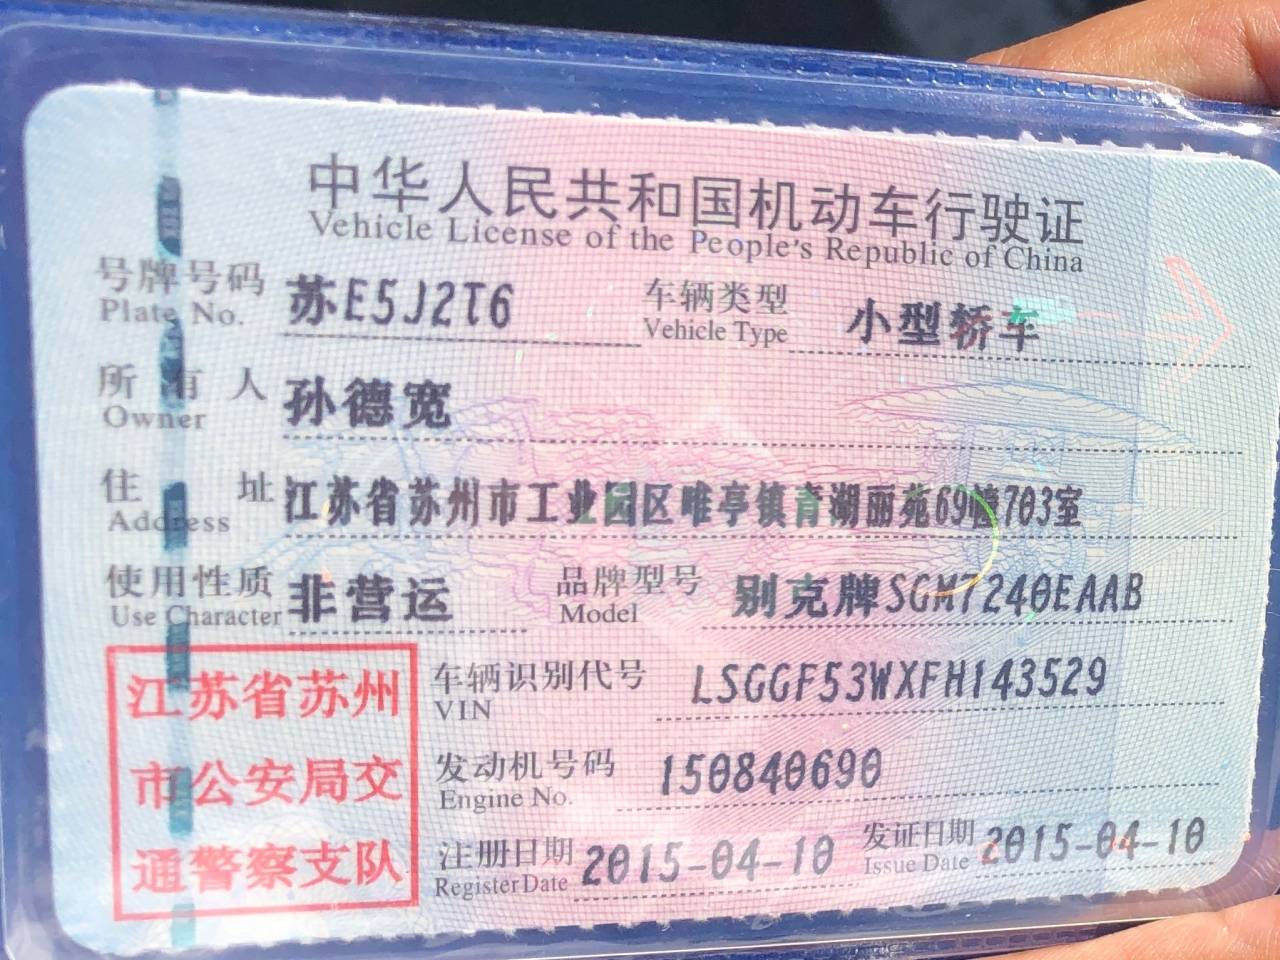 中华人民共和国机动车行驶证
Vehicle License of the People's Republic of China
号牌号码 苏E5J2T6 车辆类型 小型轿车
Plate No. Vehicle Type
所有人 孙德宽
Owner
住址 江苏省苏州市工业园区唯亭镇青湖丽苑69幢703室
Address
使用性质 非营运 品牌型号 别克牌SGM7240EAAB
Use Character Model
江苏省苏州 车辆识别代号 LSGGF53WXFH143529
VIN
市公安局交 发动机号码 150840690
Engine No.
通警察支队 注册日期 2015-04-10 发证日期 2015-04-10
Register Date Issue Date